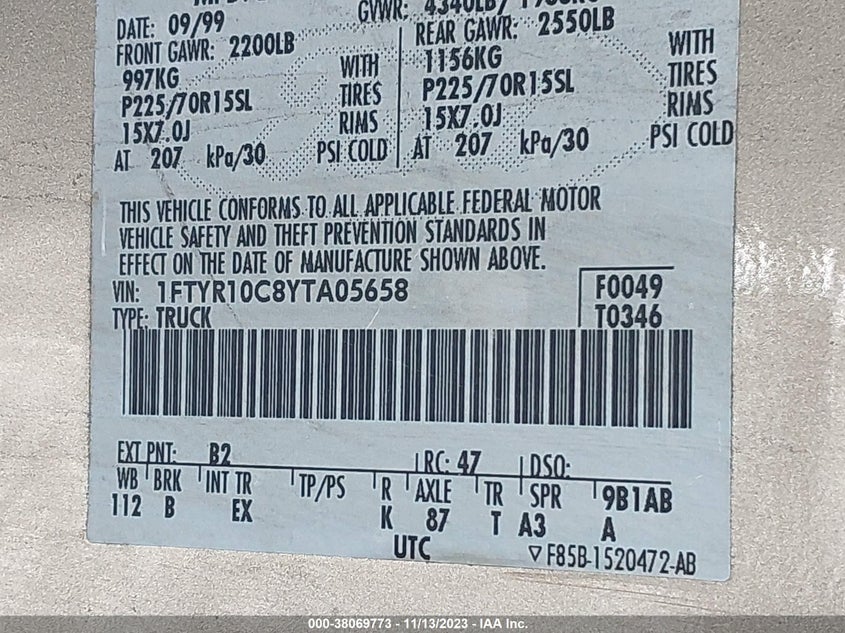 GVWR: 4340LB/
DATE: 09/99
FRONT GAWR: 2200LB
997KG WITH
P225/70R15SL TIRES
15X7.0J RIMS
AT 207 kPa/30 PSI COLD
REAR GAWR: 2550LB
1156KG WITH
P225/70R15SL TIRES
15X7.0J RIMS
AT 207 kPa/30 PSI COLD
THIS VEHICLE CONFORMS TO ALL APPLICABLE FEDERAL MOTOR
VEHICLE SAFETY AND THEFT PREVENTION STANDARDS IN
EFFECT ON THE DATE OF MANUFACTURE SHOWN ABOVE.
VIN: 1FTYR10C8YTA05658 F0049
TYPE: TRUCK T0346
EXT PNT: B2 RC: 47 DSO:
WB BRK INT TR TP/PS R AXLE TR SPR 9B1AB
112 B EX K 87 T A3 A
UTC ▽F85B-1520472-AB
000-38069773 - 11/13/2023 - IAA Inc.